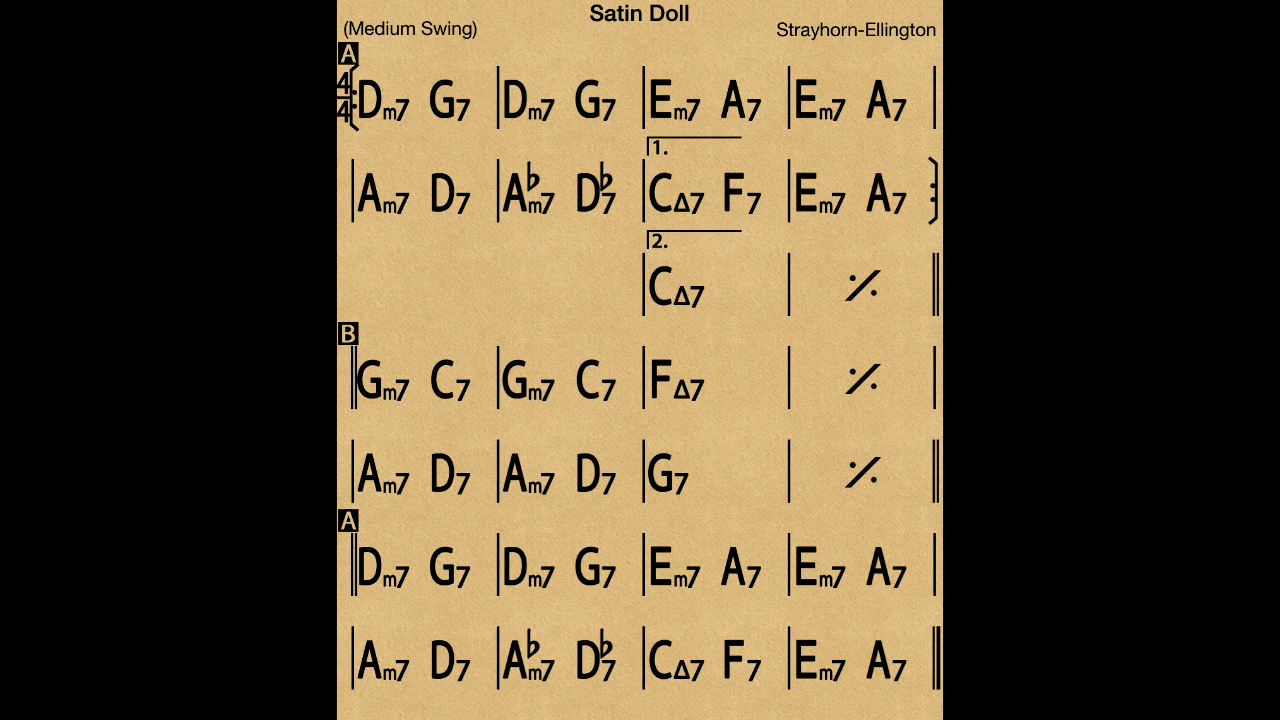 Satin Doll
(Medium Swing) Strayhorn-Ellington
A
4/4 Dm7 G7 Dm7 G7 Em7 A7 Em7 A7
1.
Am7 D7 A♭m7 D♭7 CΔ7 F7 Em7 A7
2.
CΔ7 %
B
Gm7 C7 Gm7 C7 FΔ7 %
Am7 D7 Am7 D7 G7 %
A
Dm7 G7 Dm7 G7 Em7 A7 Em7 A7
Am7 D7 A♭m7 D♭7 CΔ7 F7 Em7 A7